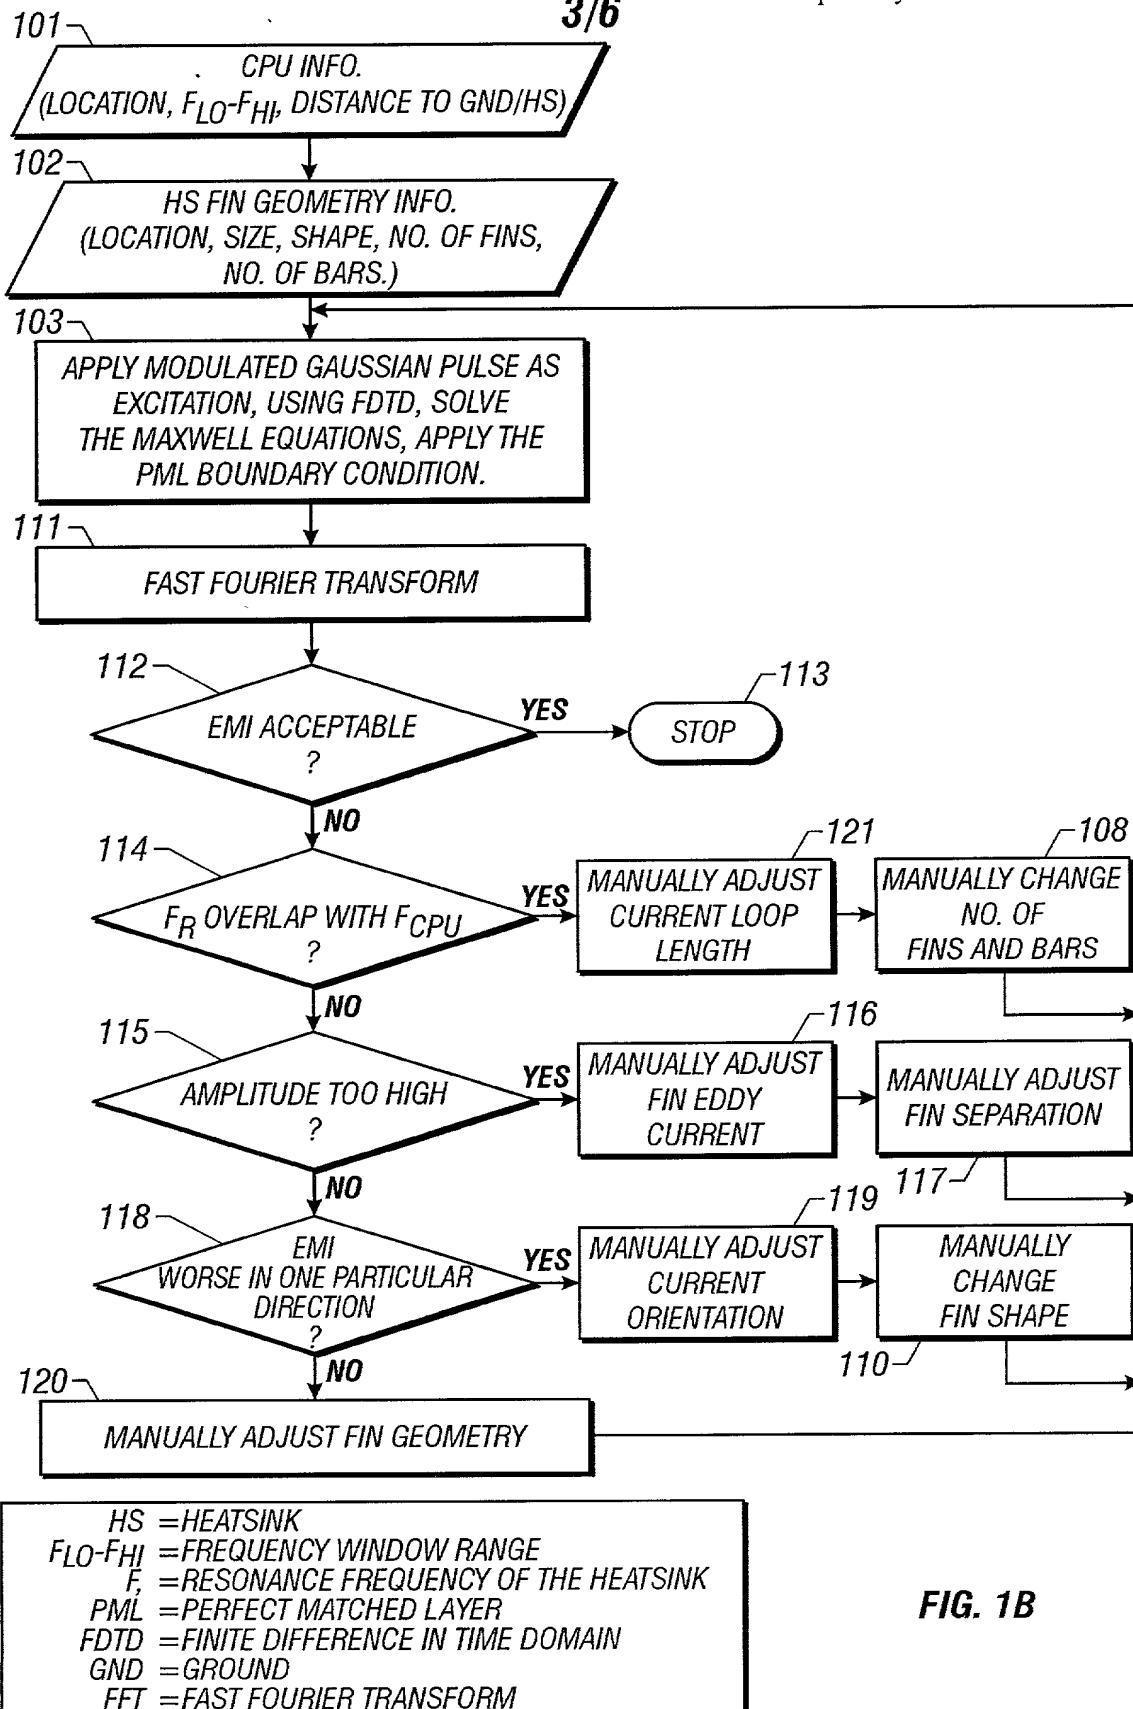 3/6
101
CPU INFO.
(LOCATION, FLO-FHI, DISTANCE TO GND/HS)
102
HS FIN GEOMETRY INFO.
(LOCATION, SIZE, SHAPE, NO. OF FINS,
NO. OF BARS.)
103
APPLY MODULATED GAUSSIAN PULSE AS
EXCITATION, USING FDTD, SOLVE
THE MAXWELL EQUATIONS, APPLY THE
PML BOUNDARY CONDITION.
111
FAST FOURIER TRANSFORM
112
EMI ACCEPTABLE
?
YES
113
STOP
NO
114
FR OVERLAP WITH FCPU
?
YES
121
MANUALLY ADJUST
CURRENT LOOP
LENGTH
108
MANUALLY CHANGE
NO. OF
FINS AND BARS
NO
115
AMPLITUDE TOO HIGH
?
YES
116
MANUALLY ADJUST
FIN EDDY
CURRENT
MANUALLY ADJUST
FIN SEPARATION
117
NO
118
EMI
WORSE IN ONE PARTICULAR
DIRECTION
?
YES
119
MANUALLY ADJUST
CURRENT
ORIENTATION
MANUALLY
CHANGE
FIN SHAPE
110
NO
120
MANUALLY ADJUST FIN GEOMETRY
HS =HEATSINK
FLO-FHI =FREQUENCY WINDOW RANGE
F, =RESONANCE FREQUENCY OF THE HEATSINK
PML =PERFECT MATCHED LAYER
FDTD =FINITE DIFFERENCE IN TIME DOMAIN
GND =GROUND
FFT =FAST FOURIER TRANSFORM
FIG. 1B